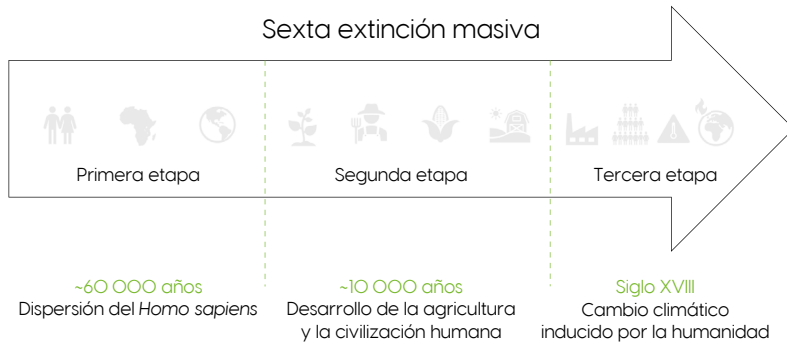 Sexta extinción masiva
Primera etapa
Segunda etapa
Tercera etapa
~60 000 años
Dispersión del Homo sapiens
~10 000 años
Desarrollo de la agricultura
y la civilización humana
Siglo XVIII
Cambio climático
inducido por la humanidad